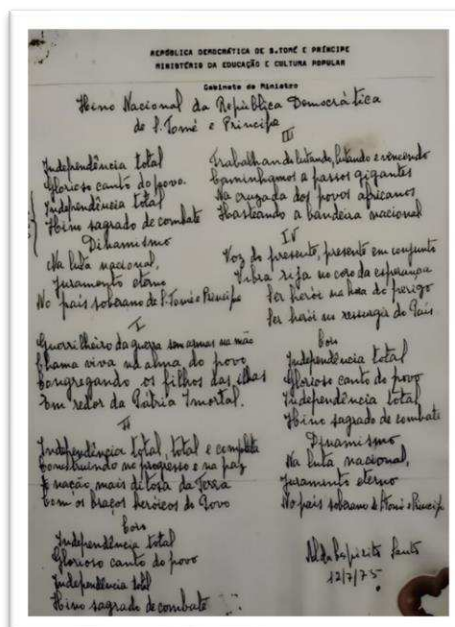 REPÚBLICA DEMOCRÁTICA DE S.TOMÉ E PRÍNCIPE
MINISTÉRIO DA EDUCAÇÃO E CULTURA POPULAR
Gabinete do Ministro
Hino Nacional da República Democrática
de S. Tomé e Príncipe
Independência total
Glorioso canto do povo.
Independência total
Hino sagrado de combate
Dinamismo
Na luta nacional,
Juramento eterno
No país soberano de S. Tomé e Príncipe
I
Guerrilheiro da guerra sem armas na mão
Chama viva na alma do povo
Congregando os filhos das ilhas
Em redor da Pátria Imortal.
II
Independência total, total e completa
Construindo no progresso e na paz
A nação mais ditosa da Terra
Com os braços heróicos do Povo
Coro
Independência total
Glorioso canto do povo
Independência total
Hino sagrado de combate
III
Trabalhando, lutando, lutando e vencendo
Caminhamos a passos gigantes
Na cruzada dos povos africanos
Hasteando a bandeira nacional
IV
Voz do presente, presente em conjunto
Vibra rija no coro da esperança
Ser herói na hora do perigo
Ser herói no ressurgir do País
Coro
Independência total
Glorioso canto do povo
Independência total
Hino sagrado de combate
Dinamismo
Na luta nacional,
Juramento eterno
No país soberano de S. Tomé e Príncipe
Alda Espírito Santo
12/7/75